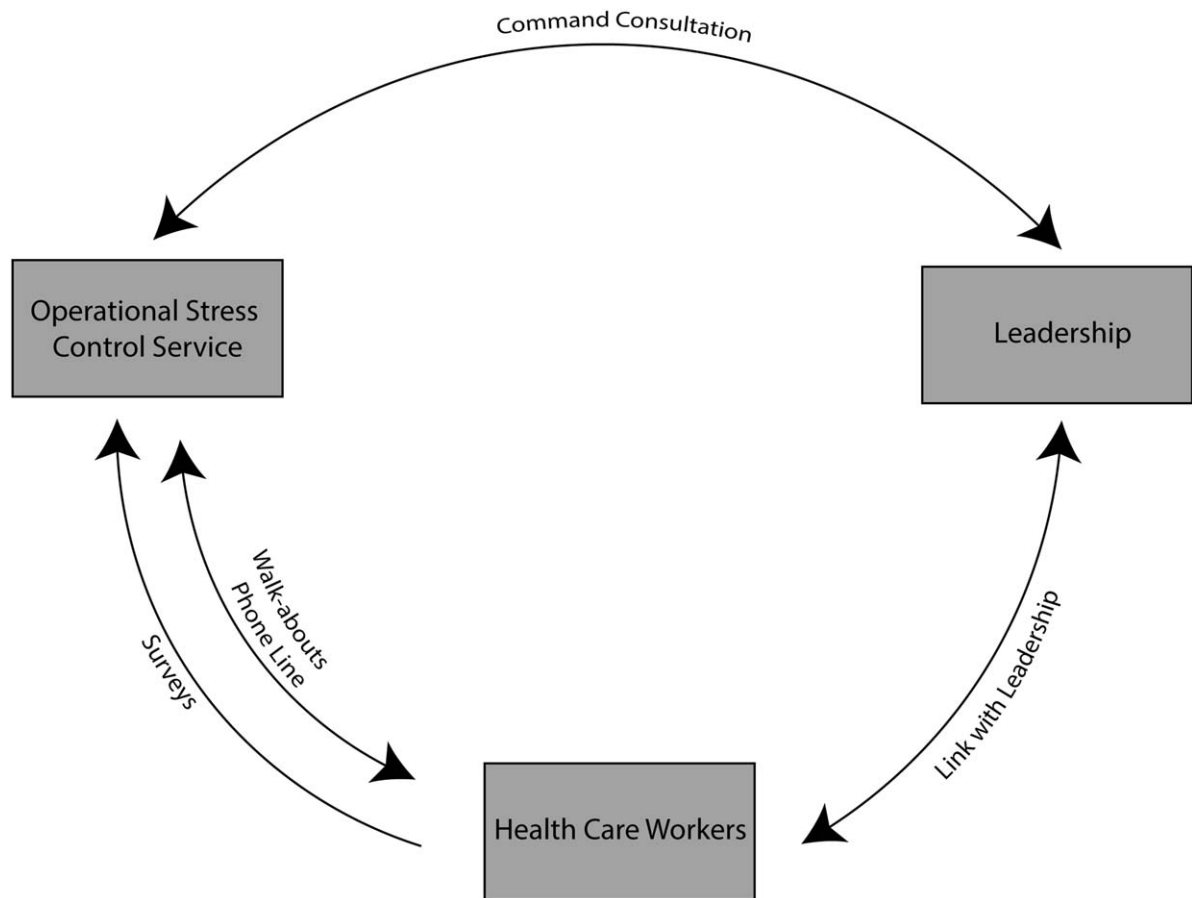 Command Consultation
Operational Stress
Control Service
Leadership
Walk-abouts
Phone Line
Surveys
Link with Leadership
Health Care Workers